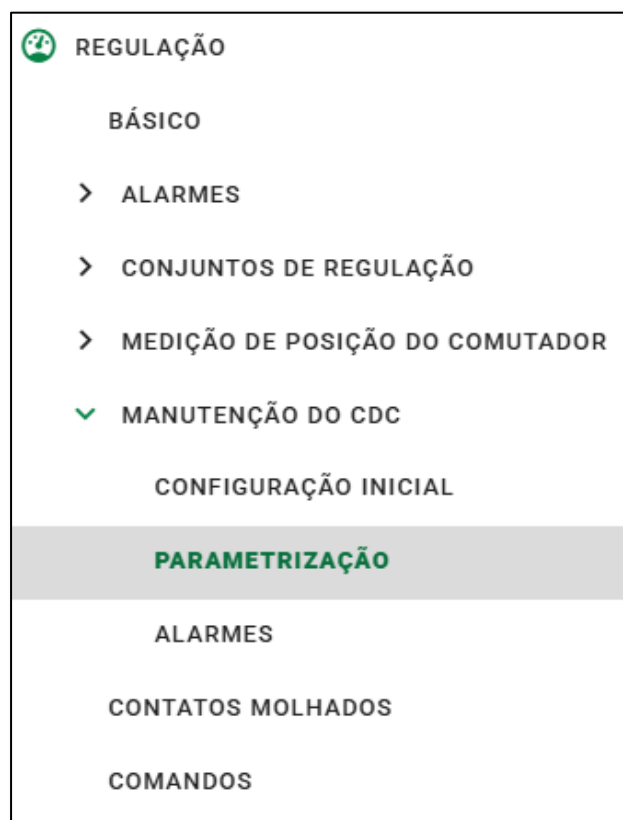 REGULAÇÃO
BÁSICO
ALARMES
CONJUNTOS DE REGULAÇÃO
MEDIÇÃO DE POSIÇÃO DO COMUTADOR
MANUTENÇÃO DO CDC
CONFIGURAÇÃO INICIAL
PARAMETRIZAÇÃO
ALARMES
CONTATOS MOLHADOS
COMANDOS